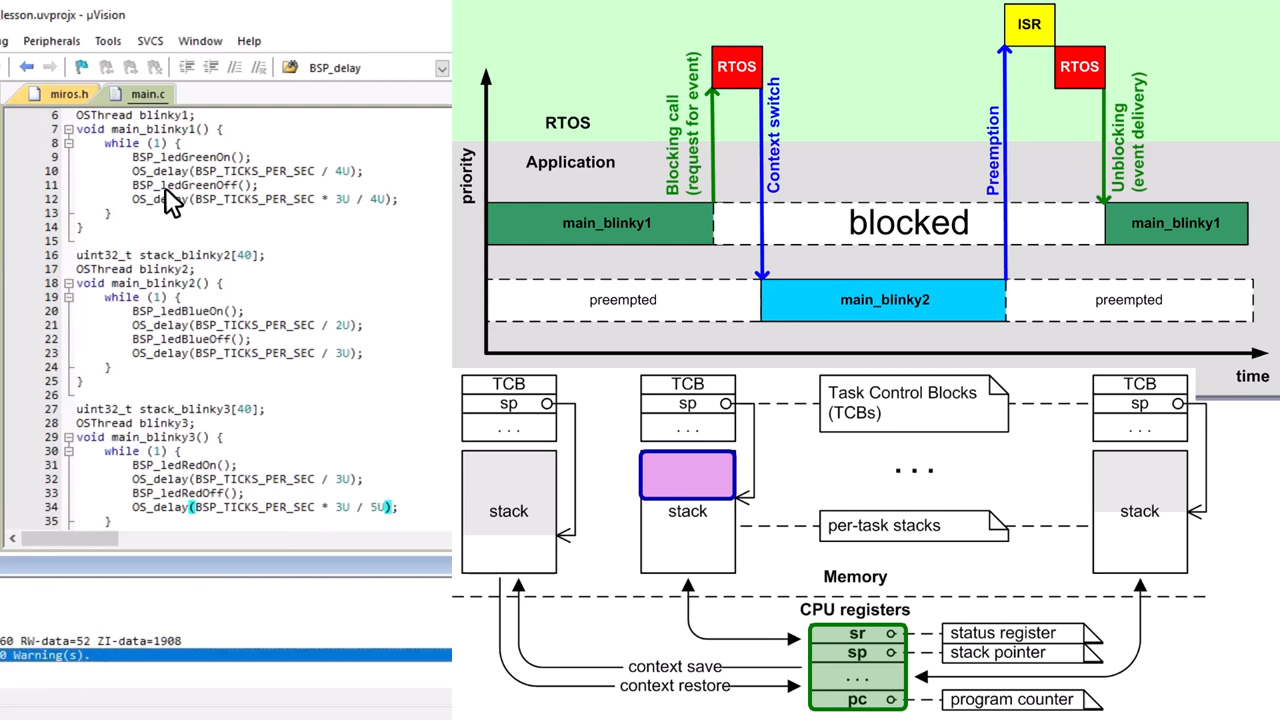 lesson.uvprojx - µVision
Peripherals Tools SVCS Window Help
BSP_delay
miros.h main.c
6 OSThread blinky1;
7 void main_blinky1() {
8 while (1) {
9 BSP_ledGreenOn();
10 OS_delay(BSP_TICKS_PER_SEC / 4U);
11 BSP_ledGreenOff();
12 OS_delay(BSP_TICKS_PER_SEC * 3U / 4U);
13 }
14 }
15
16 uint32_t stack_blinky2[40];
17 OSThread blinky2;
18 void main_blinky2() {
19 while (1) {
20 BSP_ledBlueOn();
21 OS_delay(BSP_TICKS_PER_SEC / 2U);
22 BSP_ledBlueOff();
23 OS_delay(BSP_TICKS_PER_SEC / 3U);
24 }
25 }
26
27 uint32_t stack_blinky3[40];
28 OSThread blinky3;
29 void main_blinky3() {
30 while (1) {
31 BSP_ledRedOn();
32 OS_delay(BSP_TICKS_PER_SEC / 3U);
33 BSP_ledRedOff();
34 OS_delay(BSP_TICKS_PER_SEC * 3U / 5U);
35 }
60 RW-data=52 ZI-data=1908
0 Warning(s).
ISR
RTOS
RTOS
RTOS
Application
priority
Blocking call
(request for event)
Context switch
Preemption
Unblocking
(event delivery)
main_blinky1
blocked
main_blinky1
preempted
main_blinky2
preempted
time
TCB
sp
. . .
stack
TCB
sp
. . .
stack
Task Control Blocks
(TCBs)
. . .
per-task stacks
TCB
sp
. . .
stack
Memory
CPU registers
sr
sp
. . .
pc
status register
stack pointer
program counter
context save
context restore